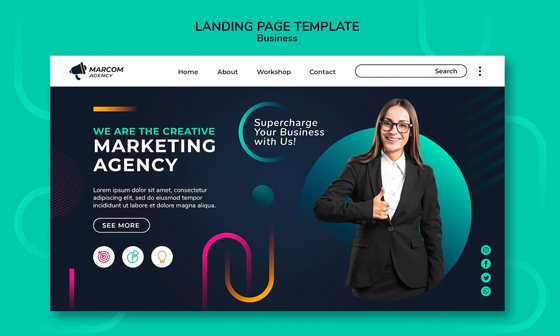 LANDING PAGE TEMPLATE
Business
MARCOM
AGENCY
Home
About
Workshop
Contact
Search
WE ARE THE CREATIVE
MARKETING
AGENCY
Supercharge
Your Business
with Us!
Lorem ipsum dolor sit amet, consectetur
adipiscing elit, sed do eiusmod tempor
incididunt ut labore et dolore magna aliqua.
SEE MORE